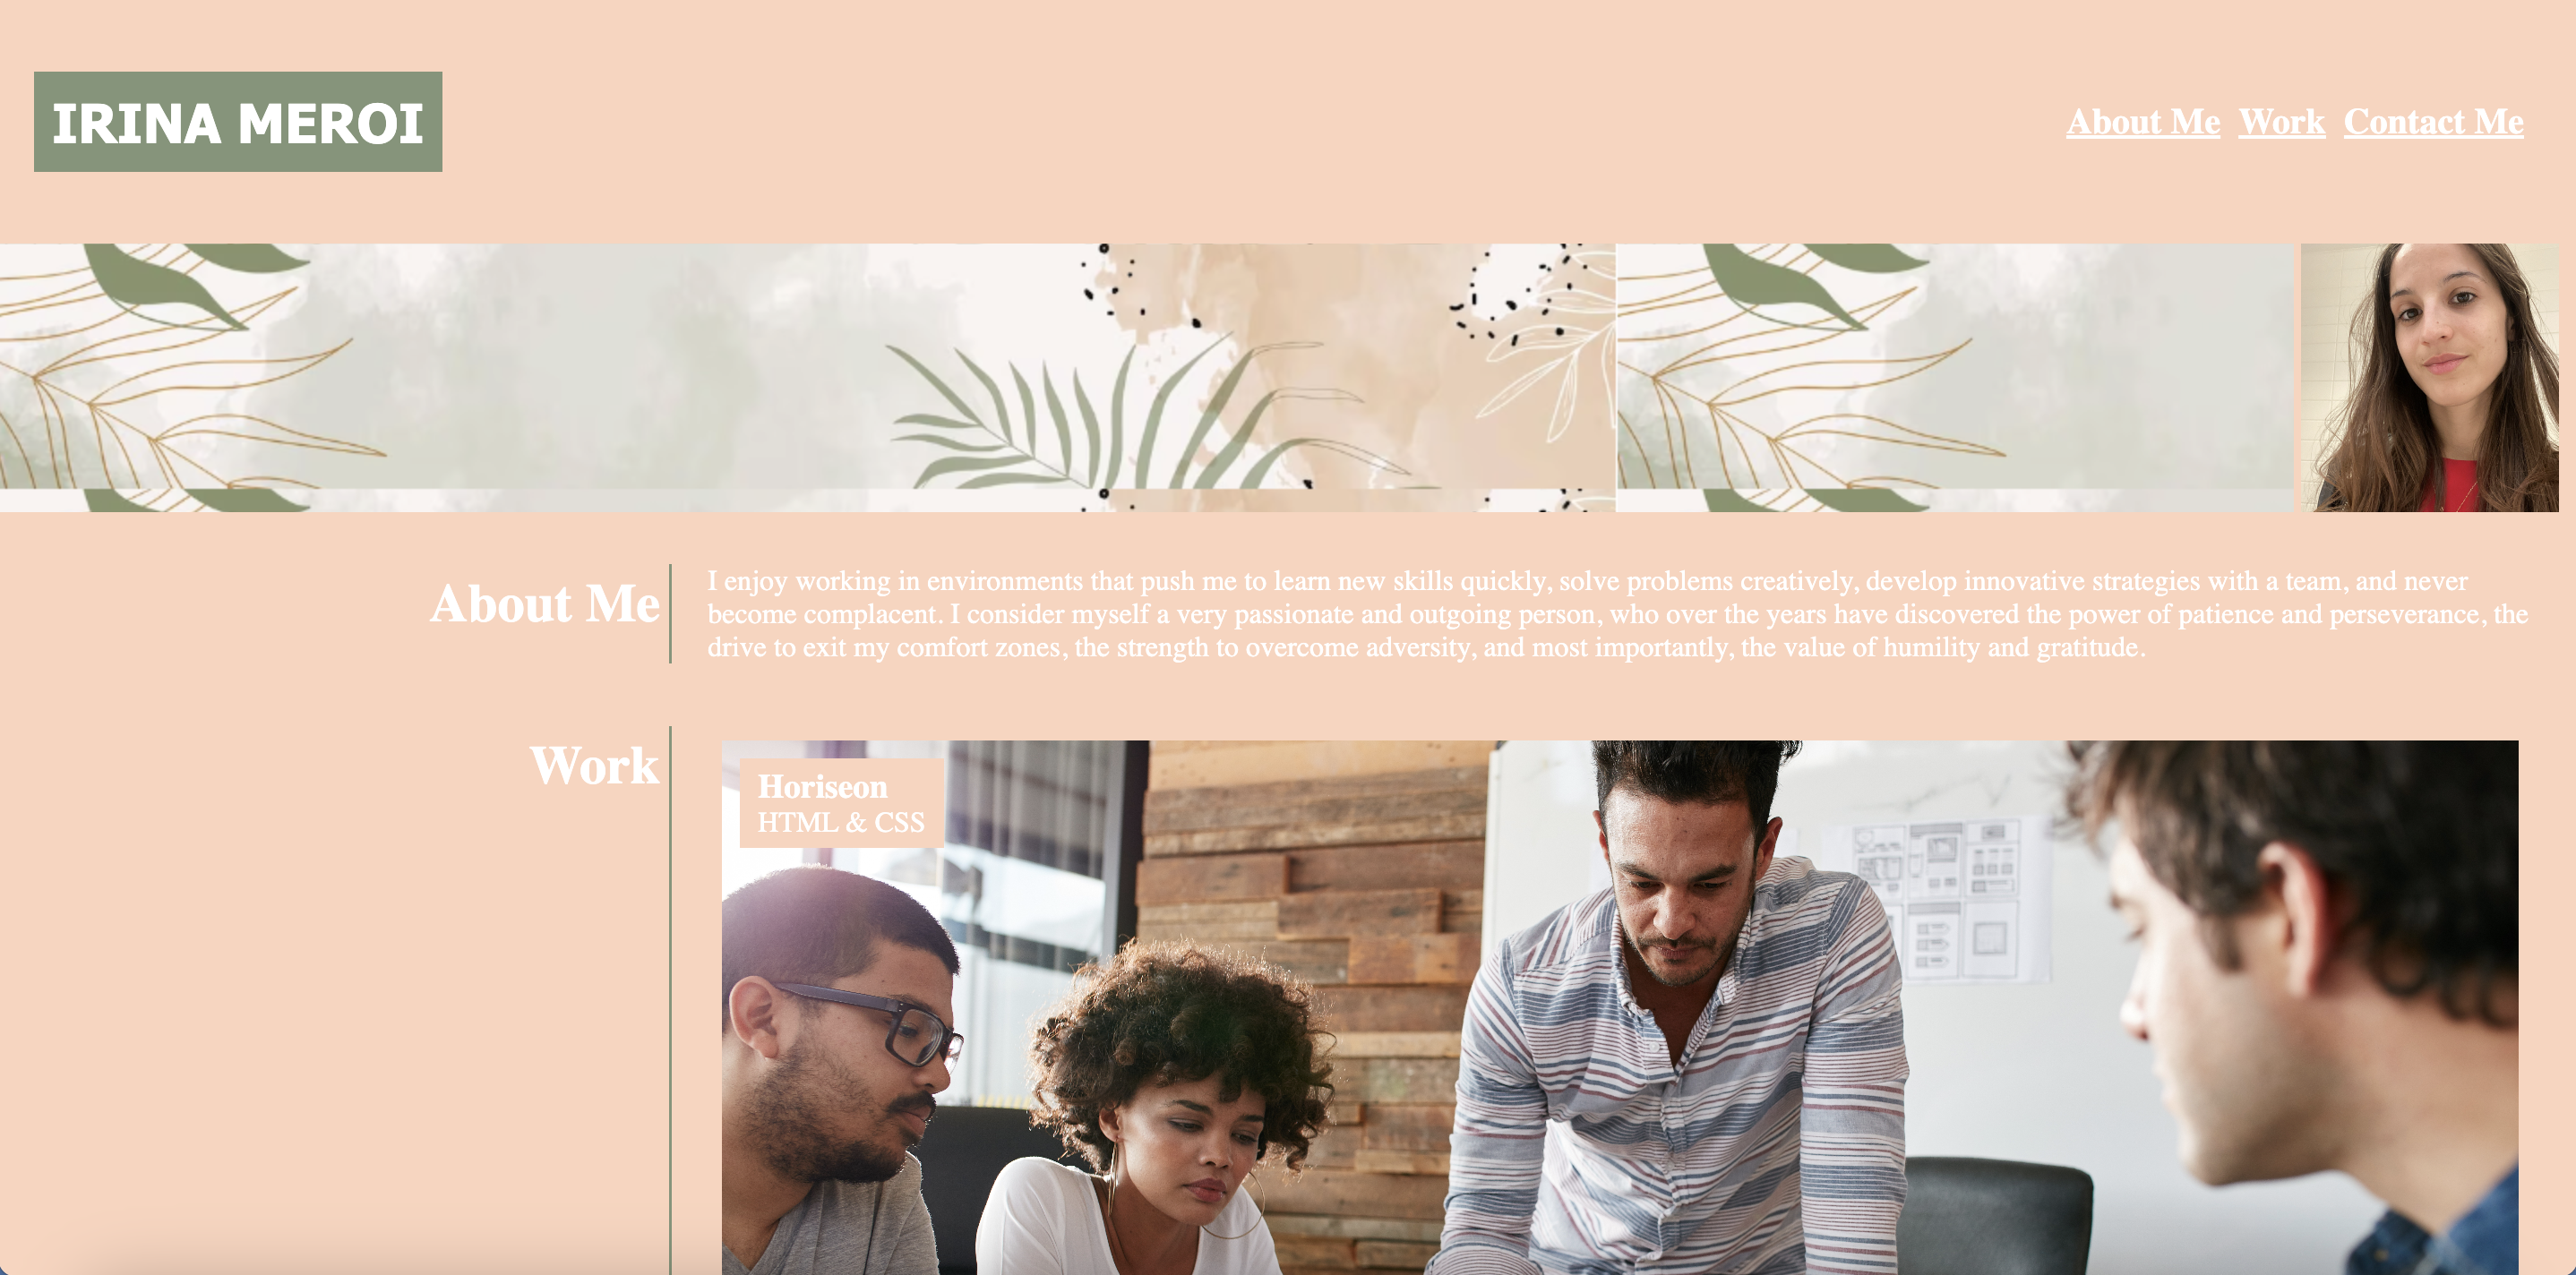 IRINA MEROI
About Me Work Contact Me
About Me
I enjoy working in environments that push me to learn new skills quickly, solve problems creatively, develop innovative strategies with a team, and never
become complacent. I consider myself a very passionate and outgoing person, who over the years have discovered the power of patience and perseverance, the
drive to exit my comfort zones, the strength to overcome adversity, and most importantly, the value of humility and gratitude.
Work
Horiseon
HTML & CSS